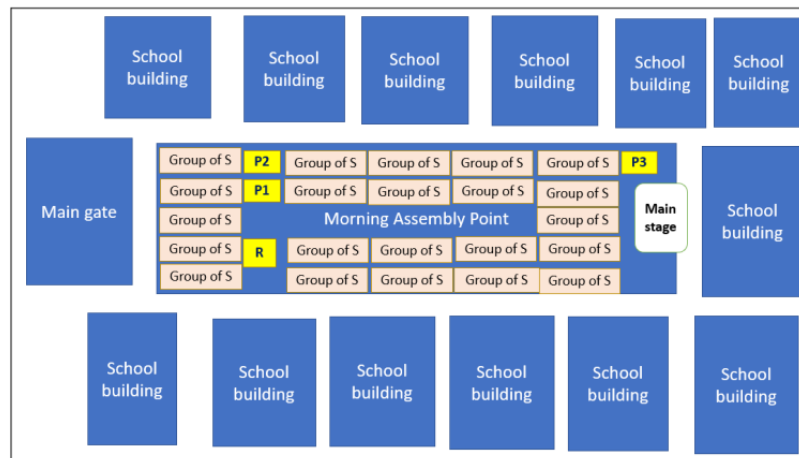 School
building
School
building
School
building
School
building
School
building
School
building
Main gate
Group of S
P2
Group of S
Group of S
Group of S
Group of S
P3
Group of S
P1
Group of S
Group of S
Group of S
Group of S
Group of S
Morning Assembly Point
Group of S
Main
stage
School
building
Group of S
R
Group of S
Group of S
Group of S
Group of S
Group of S
Group of S
Group of S
Group of S
Group of S
School
building
School
building
School
building
School
building
School
building
School
building